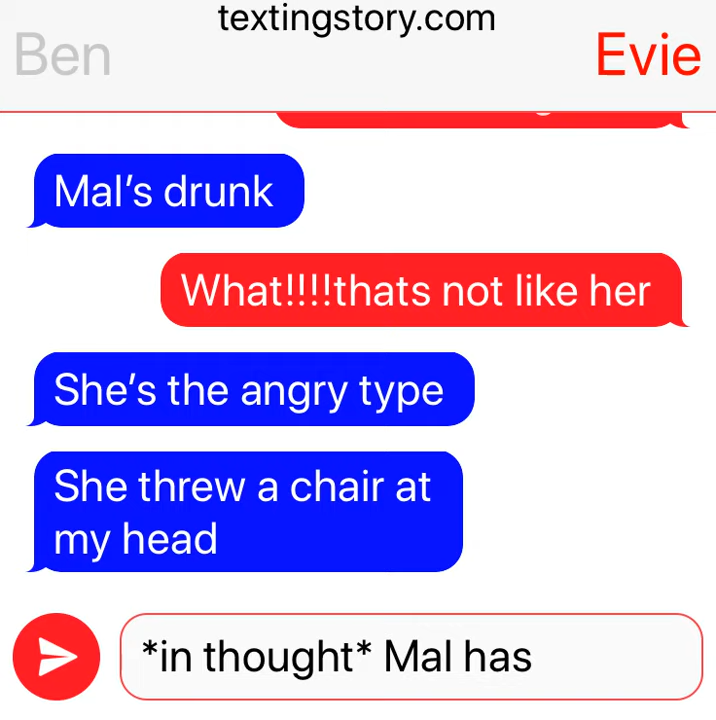 textingstory.com
Ben
Evie
Mal’s drunk
What!!!!thats not like her
She’s the angry type
She threw a chair at
my head
*in thought* Mal has